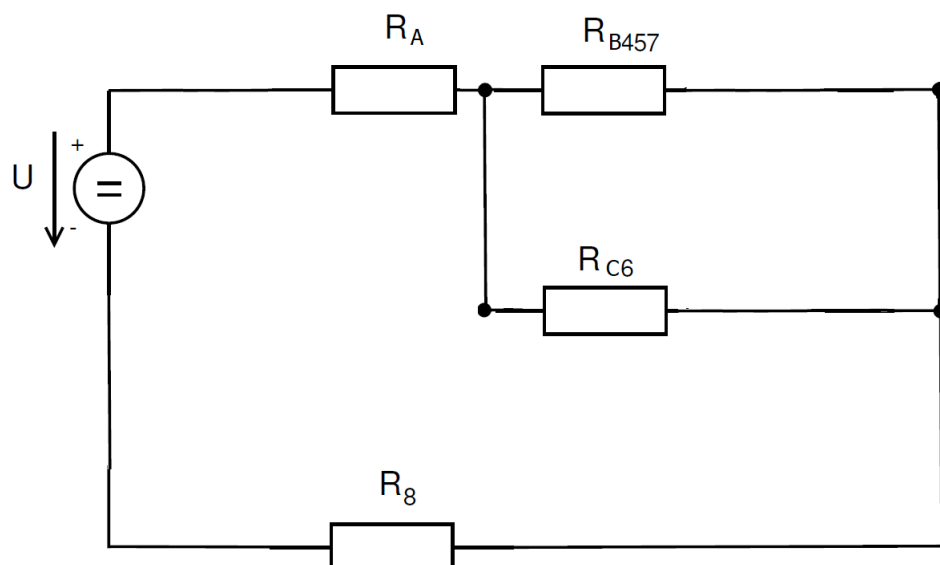 R_A
R_B457
U
+
=
-
R_C6
R_8